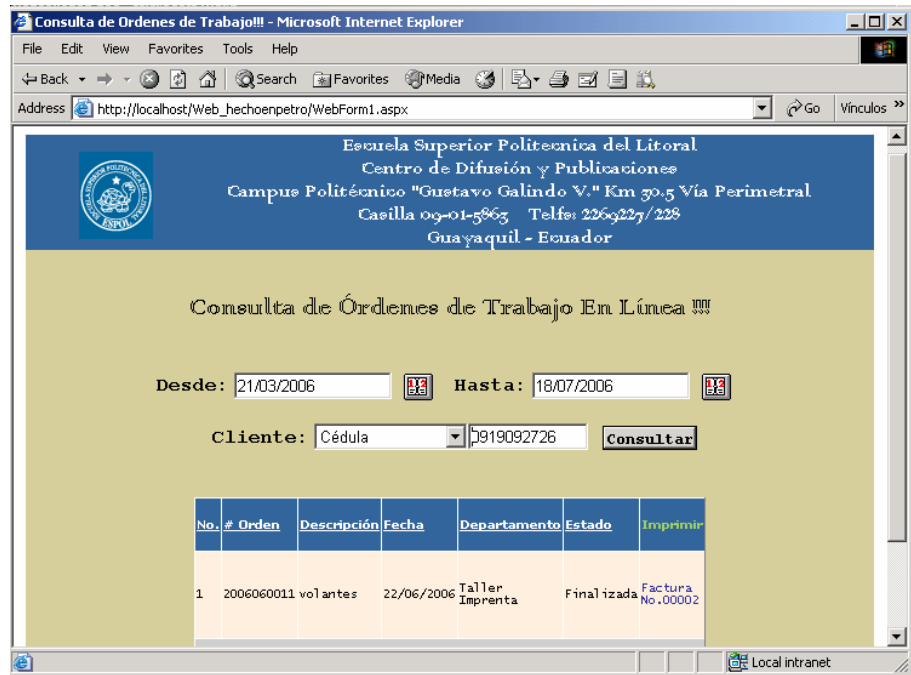 Consulta de Ordenes de Trabajo!!! - Microsoft Internet Explorer
File Edit View Favorites Tools Help
Back Search Favorites Media
Address http://localhost/Web_hechoenpetro/WebForm1.aspx Go Vínculos »
Escuela Superior Politecnica del Litoral
Centro de Difusión y Publicaciones
Campus Politécnico "Gustavo Galindo V." Km 30.5 Vía Perimetral
Casilla 09-01-5863 Telfs: 2269227/228
Guayaquil - Ecuador
ESPOL
Consulta de Órdenes de Trabajo En Línea !!!
Desde: 21/03/2006 Hasta: 18/07/2006
Cliente: Cédula 0919092726 Consultar
No. # Orden Descripción Fecha Departamento Estado Imprimir
1 2006060011 volantes 22/06/2006 Taller Imprenta Finalizada Factura No.00002
Local intranet